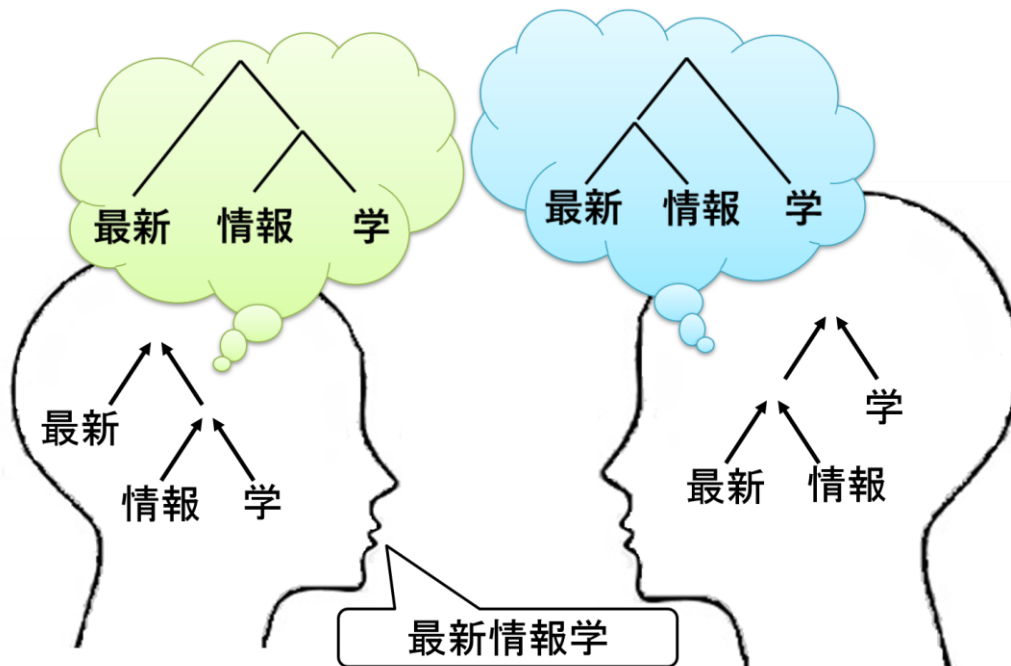 最新 情報 学
最新 情報 学
最新
情報 学
学
最新 情報
最新情報学